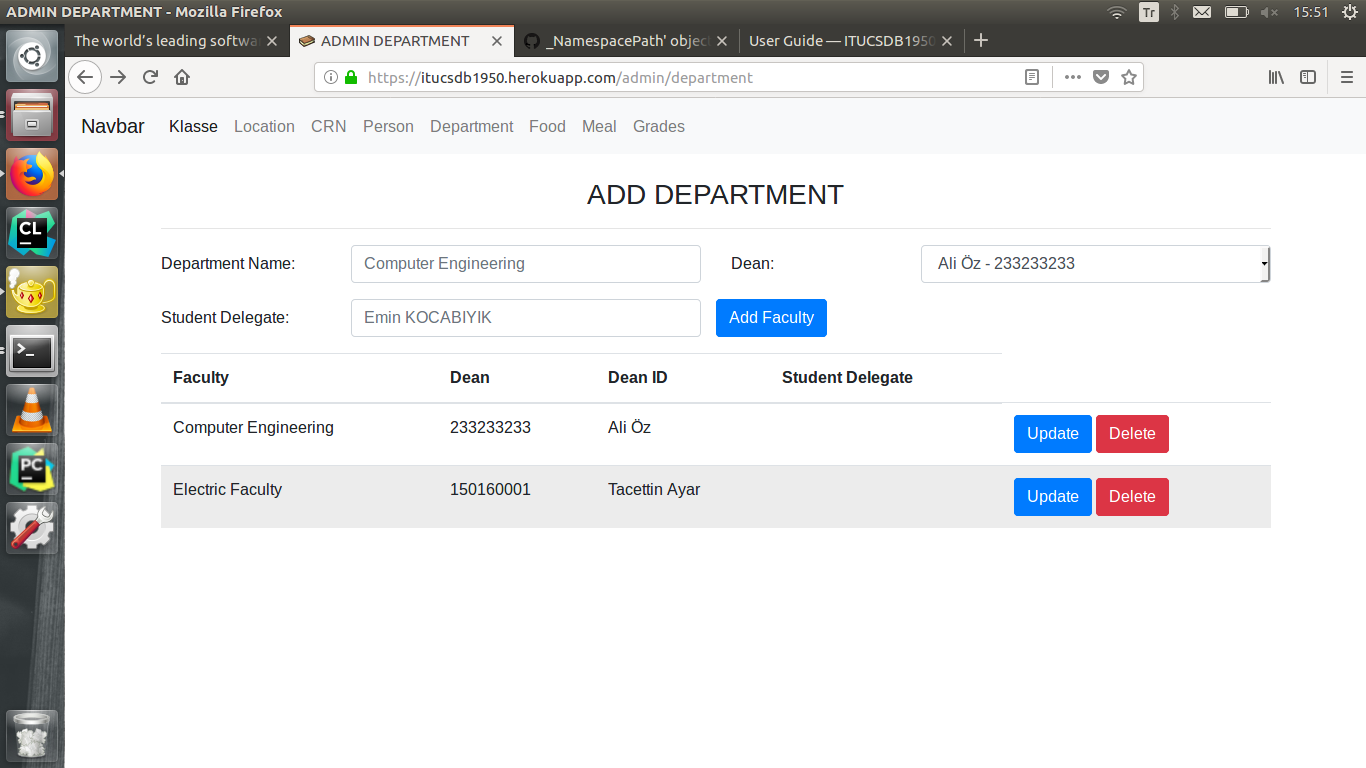 ADMIN DEPARTMENT - Mozilla Firefox
Tr
15:51
The world's leading softwa
ADMIN DEPARTMENT
_NamespacePath' objec
User Guide — ITUCSDB1950
https://itucsdb1950.herokuapp.com/admin/department
Navbar Klasse Location CRN Person Department Food Meal Grades
ADD DEPARTMENT
Department Name: Computer Engineering Dean: Ali Öz - 233233233
Student Delegate: Emin KOCABIYIK Add Faculty
Faculty Dean Dean ID Student Delegate
Computer Engineering 233233233 Ali Öz Update Delete
Electric Faculty 150160001 Tacettin Ayar Update Delete
CL
>_
PC